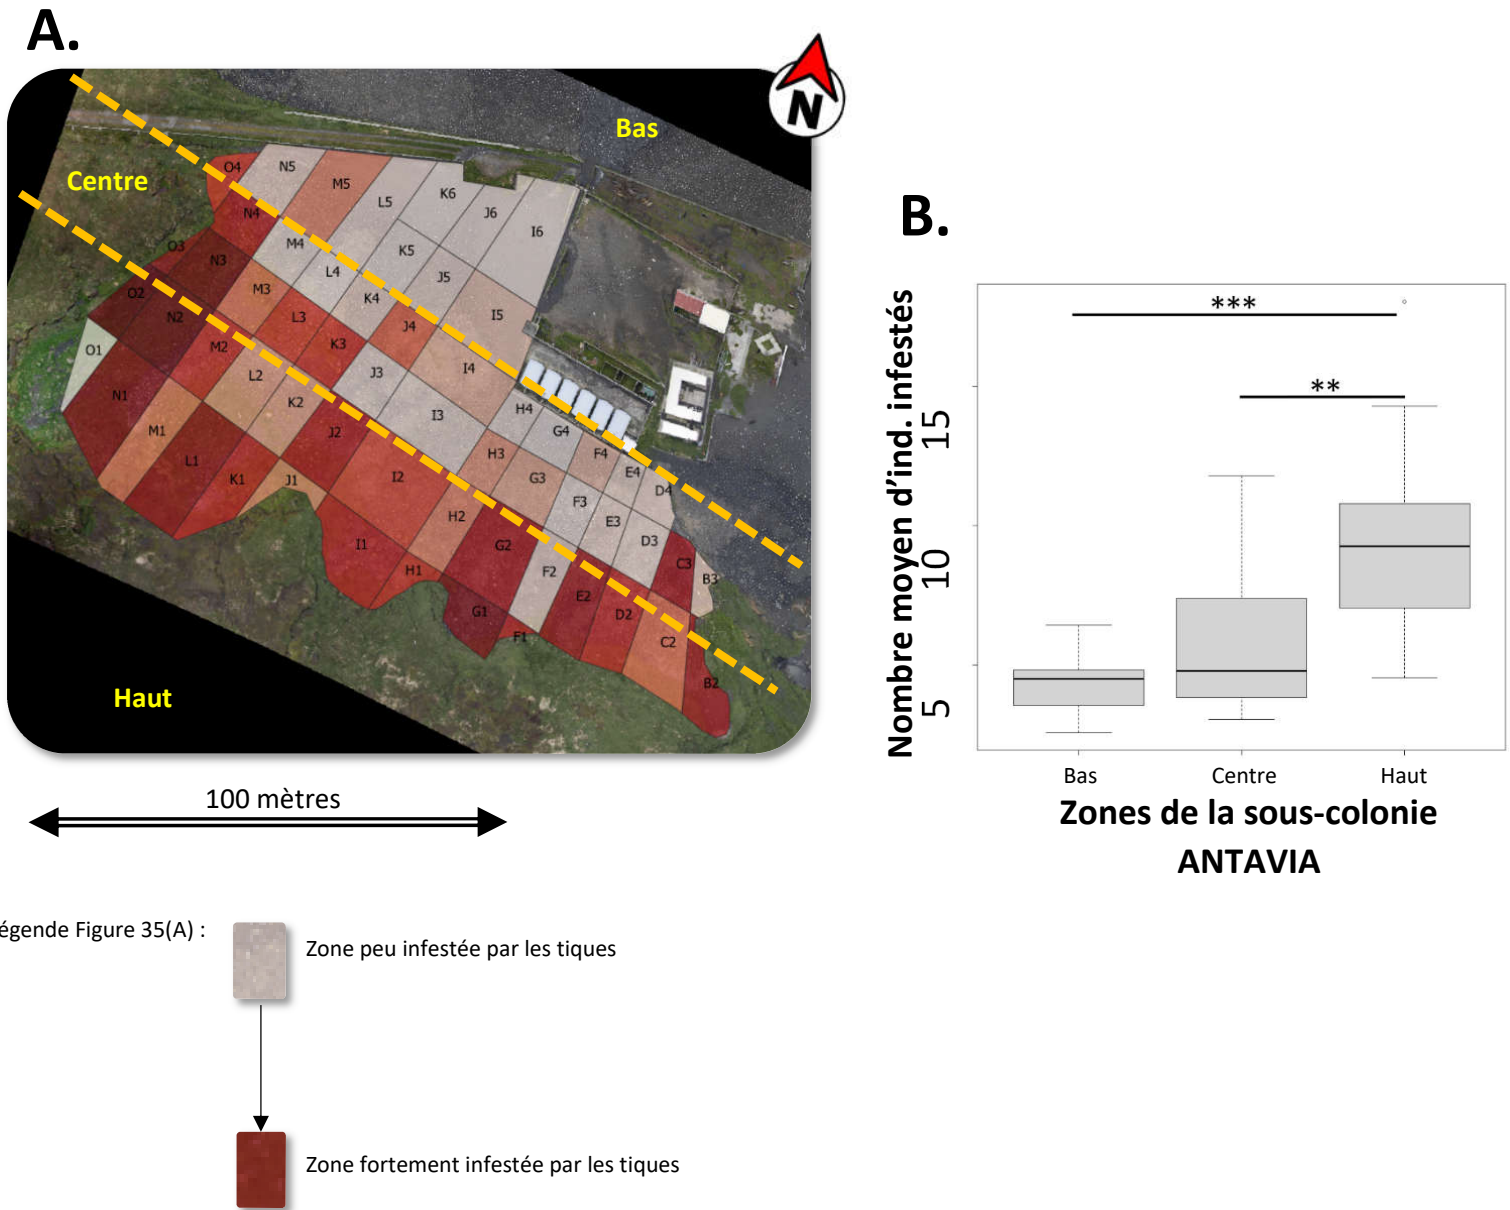 A.
N
Bas
Centre
Haut
O4
N5
M5
L5
K6
J6
I6
N4
M4
L4
K5
J5
K4
I5
O3
N3
M3
L3
K3
J4
I4
O2
N2
M2
L2
K2
J3
I3
H4
G4
F4
E4
D4
O1
N1
M1
L1
K1
J1
J2
I2
H3
G3
F3
E3
D3
C3
B3
H2
G2
F2
E2
D2
C2
B2
I1
H1
G1
F1
100 mètres
B.
Nombre moyen d'ind. infestés
***
**
15
10
5
Bas
Centre
Haut
Zones de la sous-colonie
ANTAVIA
égende Figure 35(A) :
Zone peu infestée par les tiques
Zone fortement infestée par les tiques